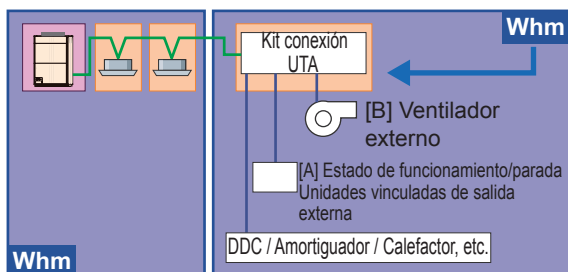 Whm
Kit conexión
UTA
[B] Ventilador
externo
[A] Estado de funcionamiento/parada
Unidades vinculadas de salida
externa
DDC / Amortiguador / Calefactor, etc.
Whm